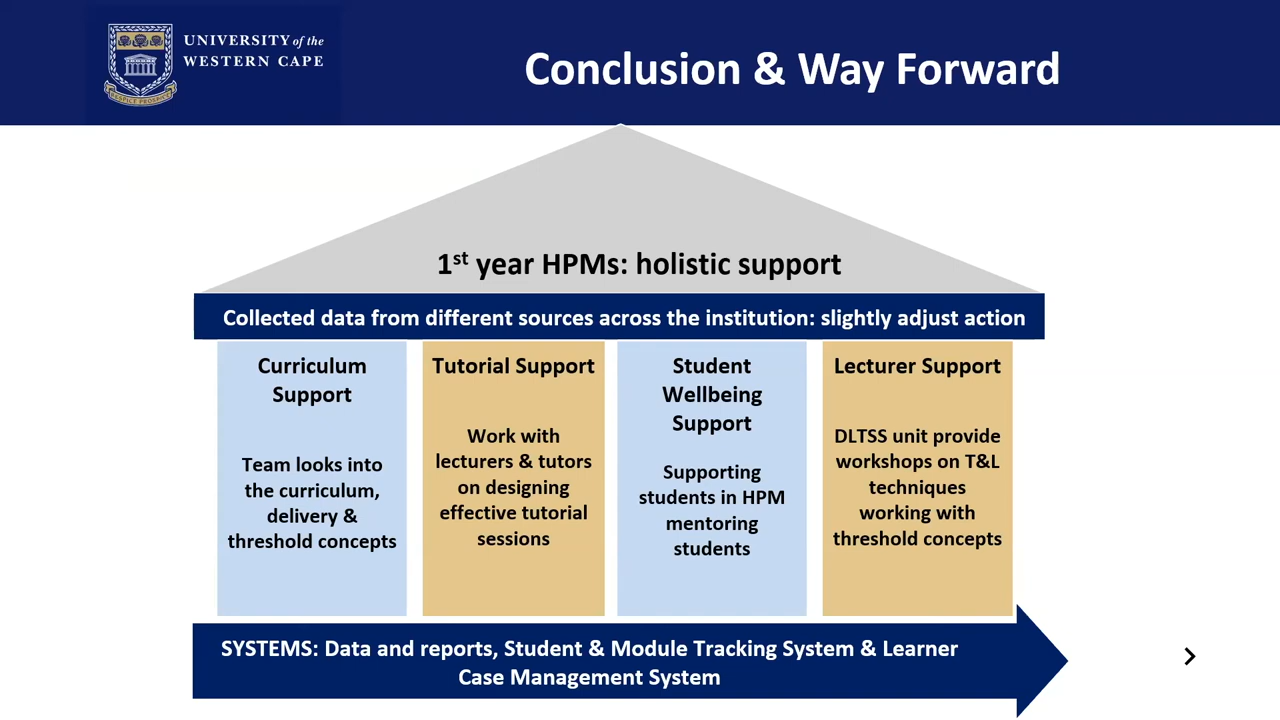 UNIVERSITY of the
WESTERN CAPE
Conclusion & Way Forward
1st year HPMs: holistic support
Collected data from different sources across the institution: slightly adjust action
Curriculum
Support
Team looks into
the curriculum,
delivery &
threshold concepts
Tutorial Support
Work with
lecturers & tutors
on designing
effective tutorial
sessions
Student
Wellbeing
Support
Supporting
students in HPM
mentoring
students
Lecturer Support
DLTSS unit provide
workshops on T&L
techniques
working with
threshold concepts
SYSTEMS: Data and reports, Student & Module Tracking System & Learner
Case Management System